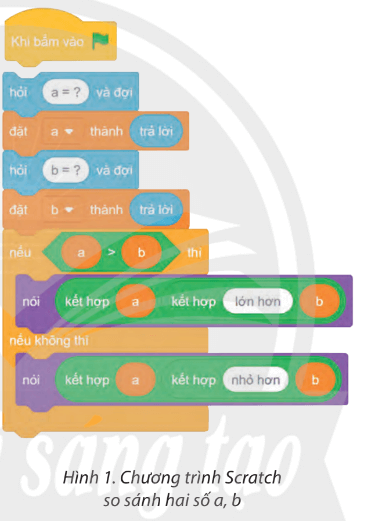 Khi bấm vào
hỏi a = ? và đợi
đặt a thành trả lời
hỏi b = ? và đợi
đặt b thành trả lời
nếu a > b thì
nói kết hợp a kết hợp lớn hơn b
nếu không thì
nói kết hợp a kết hợp nhỏ hơn b
sáng tạo
Hình 1. Chương trình Scratch
so sánh hai số a, b